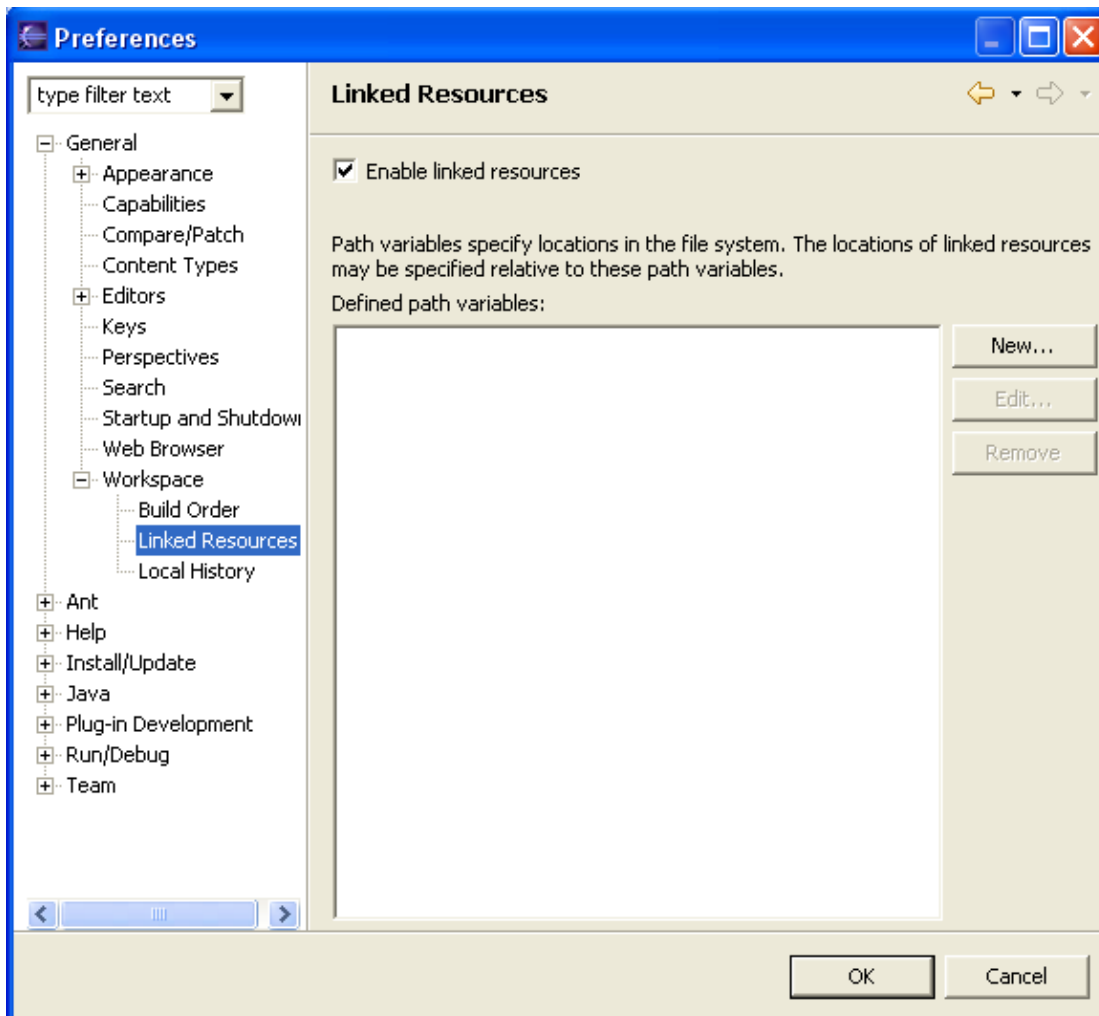 Preferences
type filter text
General
Appearance
Capabilities
Compare/Patch
Content Types
Editors
Keys
Perspectives
Search
Startup and Shutdow
Web Browser
Workspace
Build Order
Linked Resources
Local History
Ant
Help
Install/Update
Java
Plug-in Development
Run/Debug
Team
Linked Resources
Enable linked resources
Path variables specify locations in the file system. The locations of linked resources
may be specified relative to these path variables.
Defined path variables:
New...
Edit...
Remove
OK
Cancel